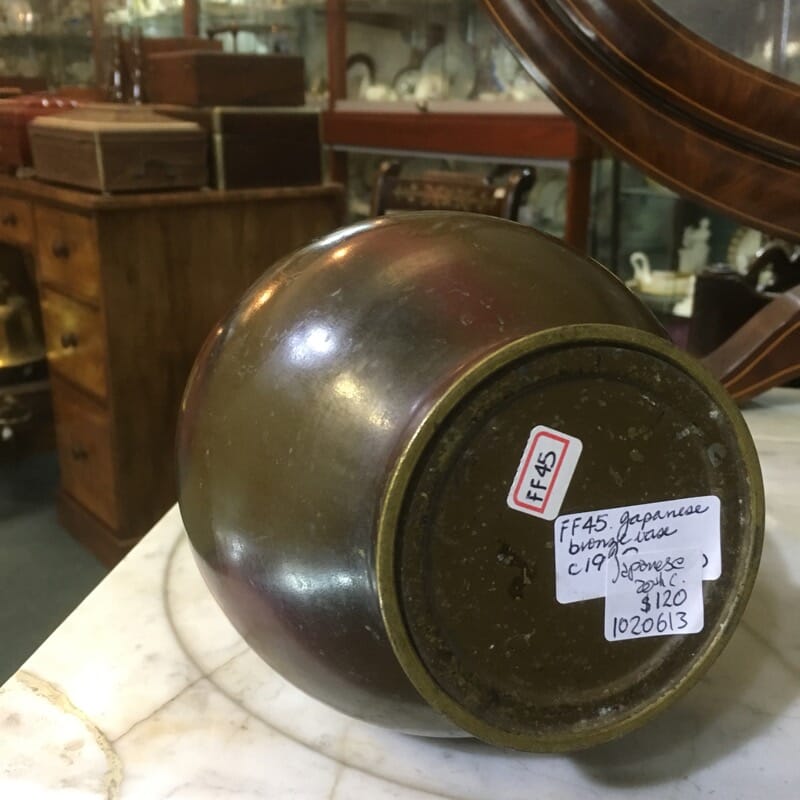 FF45
FF45. Japanese
bronze vase
Japanese
20th C.
$120
1020613